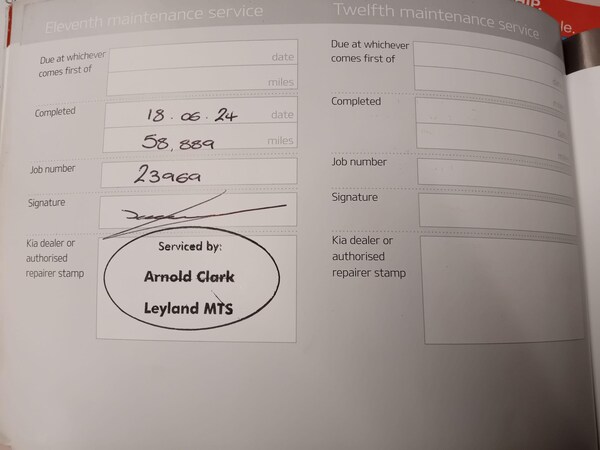 Eleventh maintenance service
Due at whichever
comes first of
date
miles
Completed
18.06.24 date
58,889 miles
Job number
23969
Signature
Kia dealer or
authorised
repairer stamp
Serviced by:
Arnold Clark
Leyland MTS
Twelfth maintenance service
Due at whichever
comes first of
Completed
Job number
Signature
Kia dealer or
authorised
repairer stamp
le.